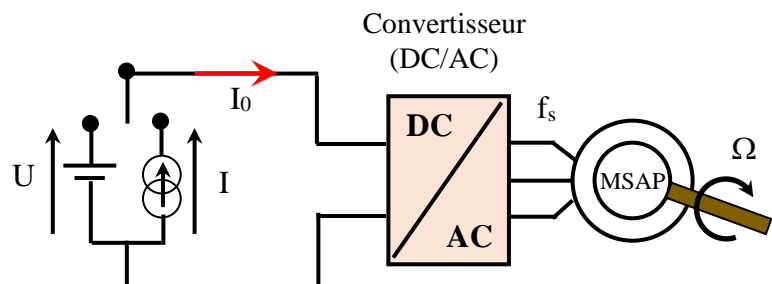 Convertisseur
(DC/AC)
I₀
DC
fₛ
U
I
MSAP
Ω
AC